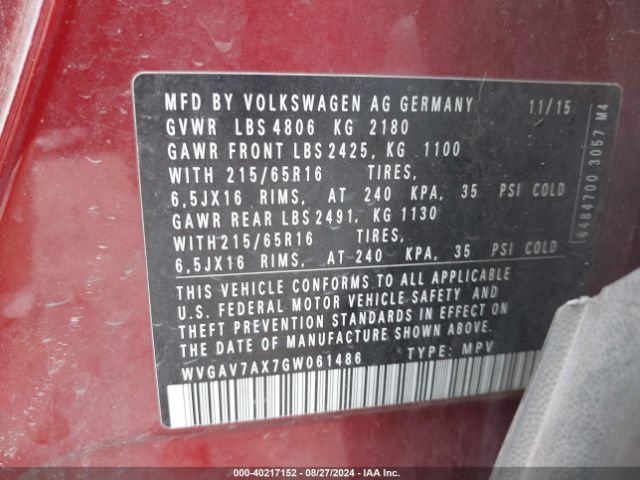 MFD BY VOLKSWAGEN AG GERMANY 11/15
GVWR LBS 4806 KG 2180
GAWR FRONT LBS 2425, KG 1100
WITH 215/65R16 TIRES,
6,5JX16 RIMS, AT 240 KPA, 35 PSI COLD
GAWR REAR LBS 2491, KG 1130
WITH 215/65R16 TIRES,
6,5JX16 RIMS, AT 240 KPA, 35 PSI COLD
THIS VEHICLE CONFORMS TO ALL APPLICABLE
U.S. FEDERAL MOTOR VEHICLE SAFETY AND
THEFT PREVENTION STANDARDS IN EFFECT ON
THE DATE OF MANUFACTURE SHOWN ABOVE.
WVGAV7AX7GW061486 TYPE: MPV
6484700 3057 M4
000-40217152 - 08/27/2024 - IAA Inc.